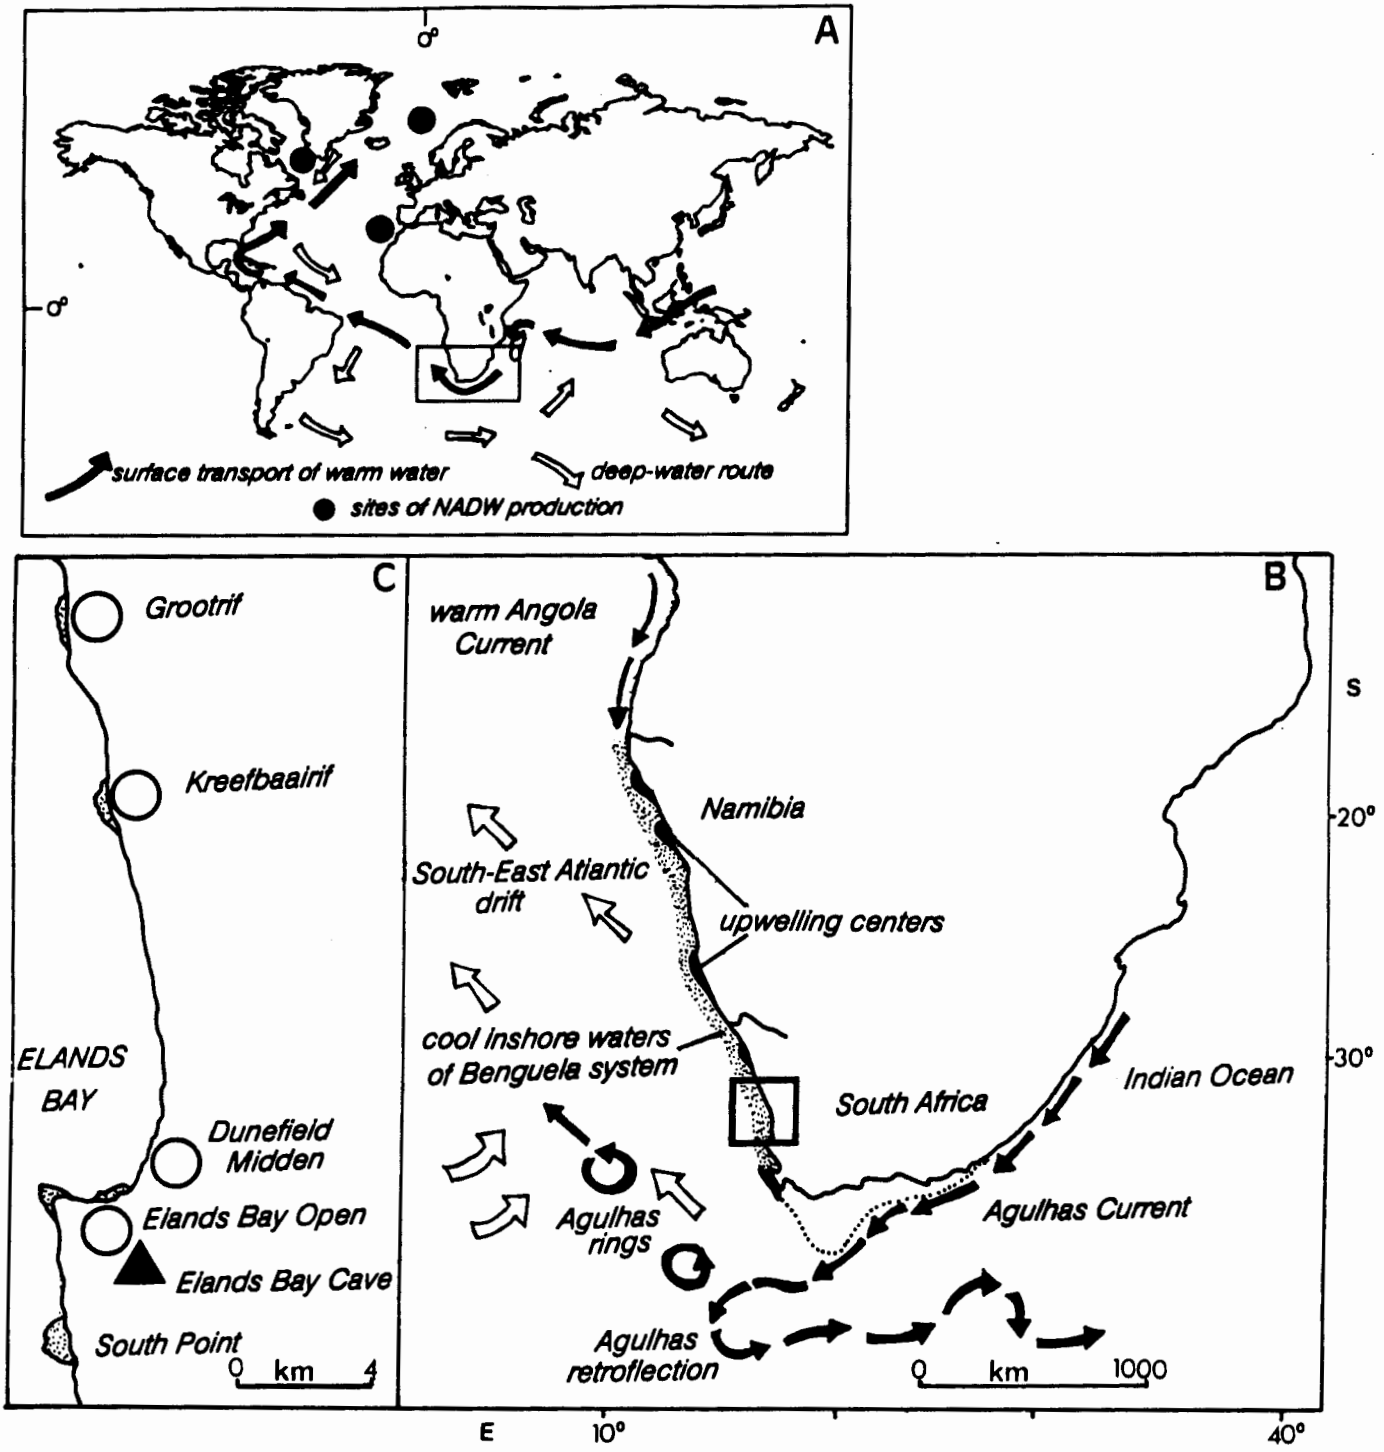 A
0°
0°
surface transport of warm water
deep-water route
sites of NADW production
C
Grootrif
Kreefbaairif
ELANDS
BAY
Dunefield
Midden
Elands Bay Open
Elands Bay Cave
South Point
0 km 4
B
warm Angola
Current
S
Namibia
20°
South-East Atlantic
drift
upwelling centers
cool inshore waters
of Benguela system
30°
Indian Ocean
South Africa
Agulhas
rings
Agulhas Current
Agulhas
retroflection
0 km 1000
E 10° 40°